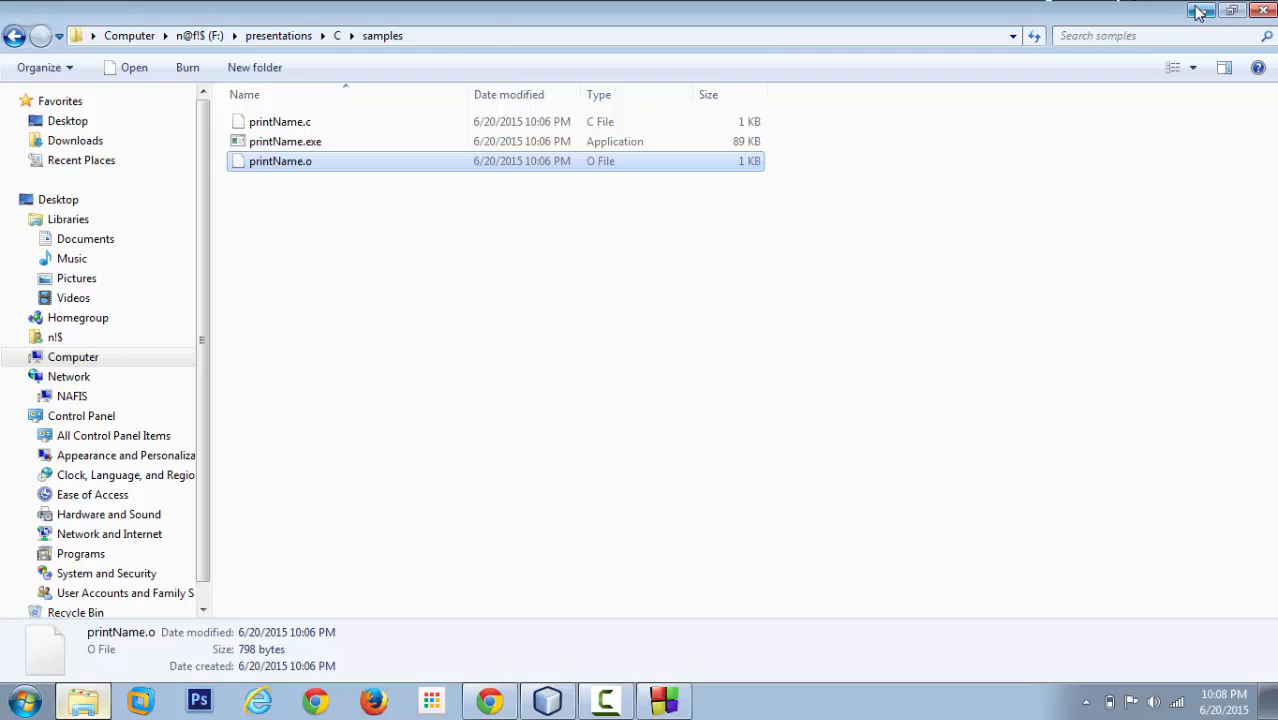 Computer n@f!$ (F:) presentations C samples Search samples
Organize Open Burn New folder
Name Date modified Type Size
printName.c 6/20/2015 10:06 PM C File 1 KB
printName.exe 6/20/2015 10:06 PM Application 89 KB
printName.o 6/20/2015 10:06 PM O File 1 KB
Favorites
Desktop
Downloads
Recent Places
Desktop
Libraries
Documents
Music
Pictures
Videos
Homegroup
n!$
Computer
Network
NAFIS
Control Panel
All Control Panel Items
Appearance and Personaliza
Clock, Language, and Regio
Ease of Access
Hardware and Sound
Network and Internet
Programs
System and Security
User Accounts and Family S
Recycle Bin
printName.o Date modified: 6/20/2015 10:06 PM
O File Size: 798 bytes
Date created: 6/20/2015 10:06 PM
Ps
10:08 PM
6/20/2015